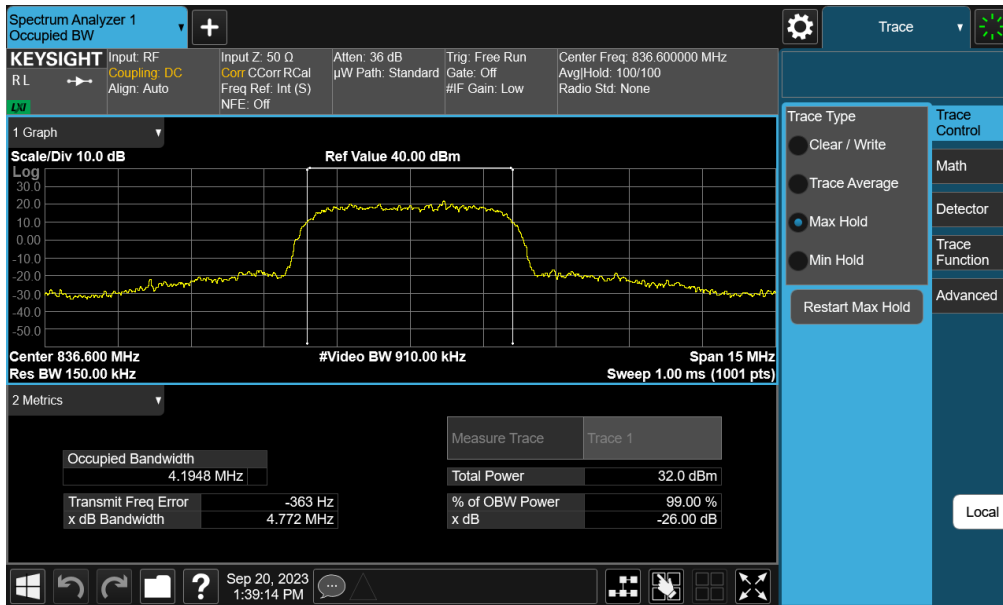 Spectrum Analyzer 1
Occupied BW
Trace
KEYSIGHT
R L
LXI
Input: RF
Coupling: DC
Align: Auto
Input Z: 50 Ω
Corr CCorr RCal
Freq Ref: Int (S)
NFE: Off
Atten: 36 dB
µW Path: Standard
Trig: Free Run
Gate: Off
#IF Gain: Low
Center Freq: 836.600000 MHz
Avg|Hold: 100/100
Radio Std: None
1 Graph
Scale/Div 10.0 dB
Ref Value 40.00 dBm
Log
30.0
20.0
10.0
0.00
-10.0
-20.0
-30.0
-40.0
-50.0
Center 836.600 MHz
#Video BW 910.00 kHz
Span 15 MHz
Res BW 150.00 kHz
Sweep 1.00 ms (1001 pts)
2 Metrics
Measure Trace
Trace 1
Occupied Bandwidth
4.1948 MHz
Total Power
32.0 dBm
Transmit Freq Error
-363 Hz
% of OBW Power
99.00 %
x dB Bandwidth
4.772 MHz
x dB
-26.00 dB
Sep 20, 2023
1:39:14 PM
Trace Type
Clear / Write
Trace Average
Max Hold
Min Hold
Restart Max Hold
Trace
Control
Math
Detector
Trace
Function
Advanced
Local